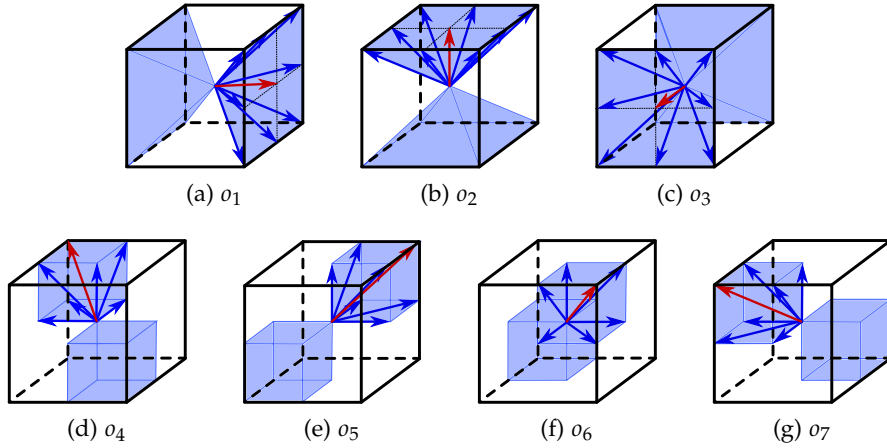 (a) o₁ (b) o₂ (c) o₃
(d) o₄ (e) o₅ (f) o₆ (g) o₇